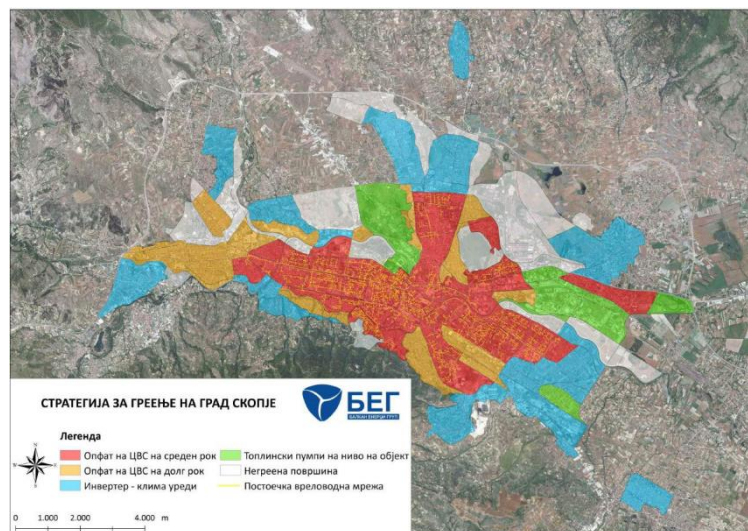 СТРАТЕГИЈА ЗА ГРЕЕЊЕ НА ГРАД СКОПЈЕ
БЕГ
БАЛКАН ЕНЕРЏИ ГРУП
Легенда
Опфат на ЦВС на среден рок
Топлински пумпи на ниво на објект
Опфат на ЦВС на долг рок
Негреена површина
Инвертер - клима уреди
Постоечка вреловодна мрежа
N
W E
S
0 1.000 2.000 4.000 m